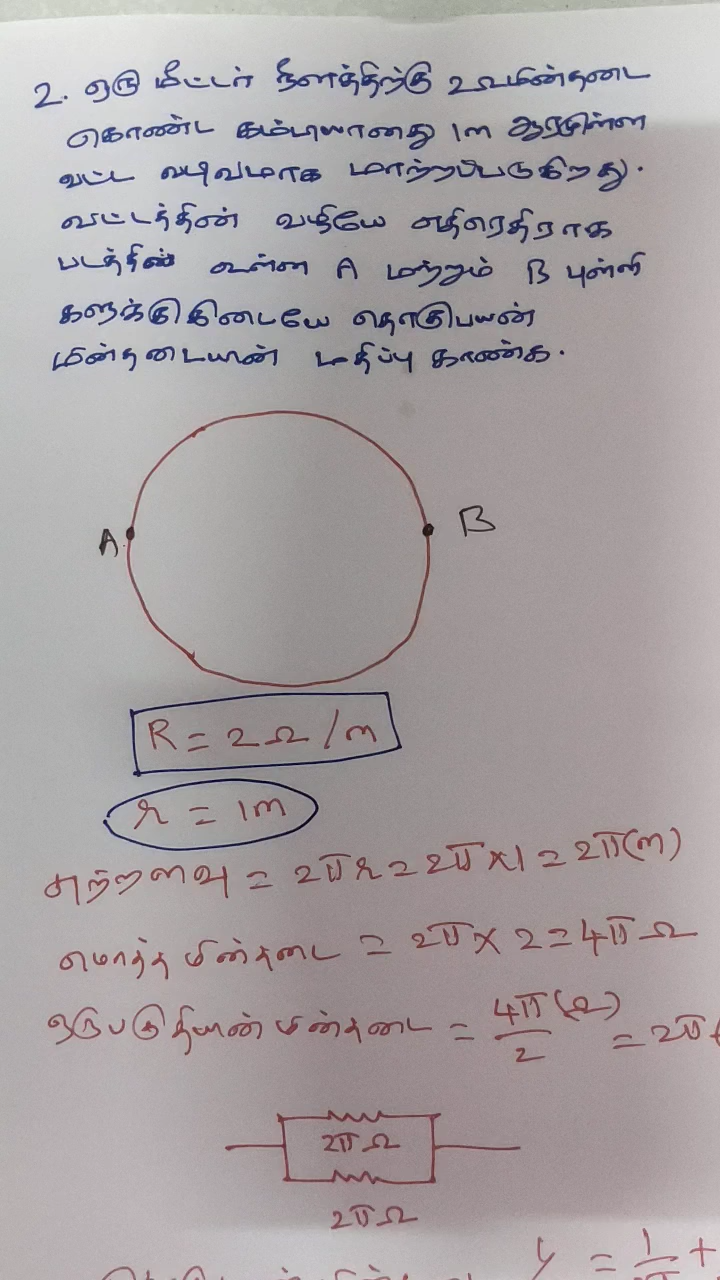 2. ஒரு மீட்டர் நீளத்திற்கு 2Ω மின்தடை
கொண்ட கம்பியானது 1m ஆரமுள்ள
வட்ட வடிவமாக மாற்றப்படுகிறது.
வட்டத்தின் வழியே எதிரெதிராக
படத்தில் உள்ள A மற்றும் B புள்ளி
களுக்கிகிடையே தொகுபயன்
மின்தடையின் மதிப்பு காண்க.
A
B
R = 2Ω/m
r = 1m
சுற்றளவு = 2πr = 2π×1 = 2π(m)
மொத்த மின்தடை = 2π × 2 = 4πΩ
ஒருபகுதியின் மின்தடை = 4π(Ω)/2 = 2π
2πΩ
2πΩ
= 1 +